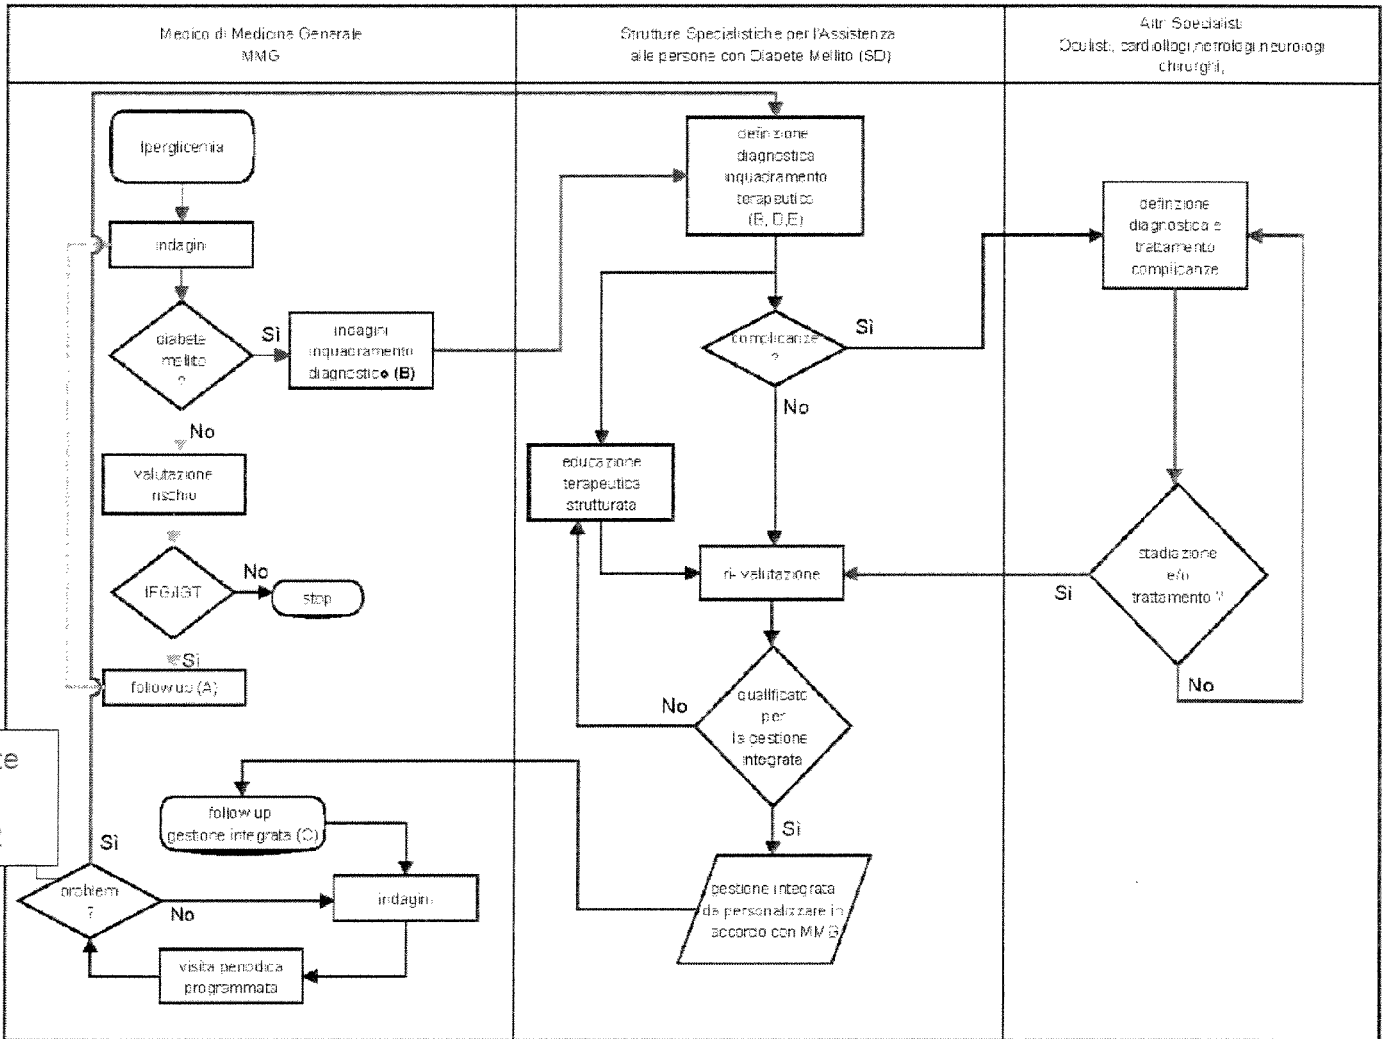 Medico di Medicina Generale
MMG
Strutture Specialistiche per l'Assistenza
alle persone con Diabete Mellito (SD)
Altri Specialisti
Oculisti, cardiologi,nefrologi,neurologi
chirurghi,
Iperglicemia
indagini
diabete
mellito
?
Sì
indagini
inquadramento
diagnostico (B)
No
valutazione
rischio
IFG/IGT
No
stop
Sì
follow up (A)
te
Sì
follow up
gestione integrata (C)
problemi
?
No
indagini
visita periodica
programmata
definizione
diagnostica
inquadramento
terapeutico
(B, D,E)
complicanze
?
Sì
No
educazione
terapeutica
strutturata
ri- valutazione
qualificato
per
la gestione
integrata
No
Sì
gestione integrata
da personalizzare in
accordo con MMG
definizione
diagnostica e
trattamento
complicanze
stadiazione
e/o
trattamento ?
Sì
No